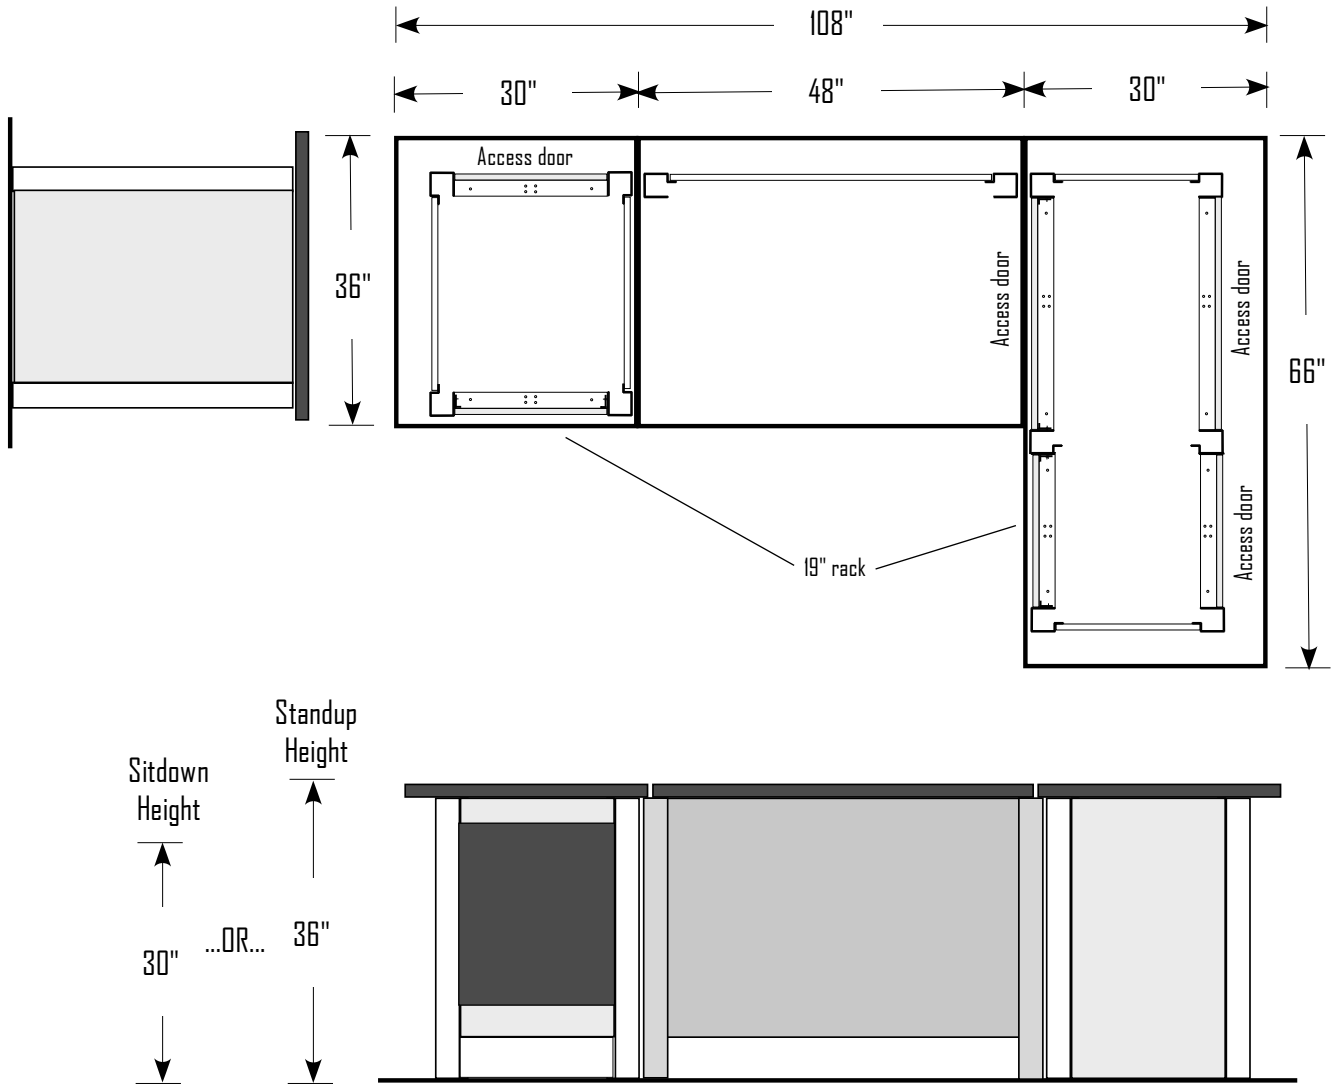 108"
30"
48"
30"
Access door
36"
Access door
Access door
66"
Access door
19" rack
Standup
Height
Sitdown
Height
36"
...OR...
30"